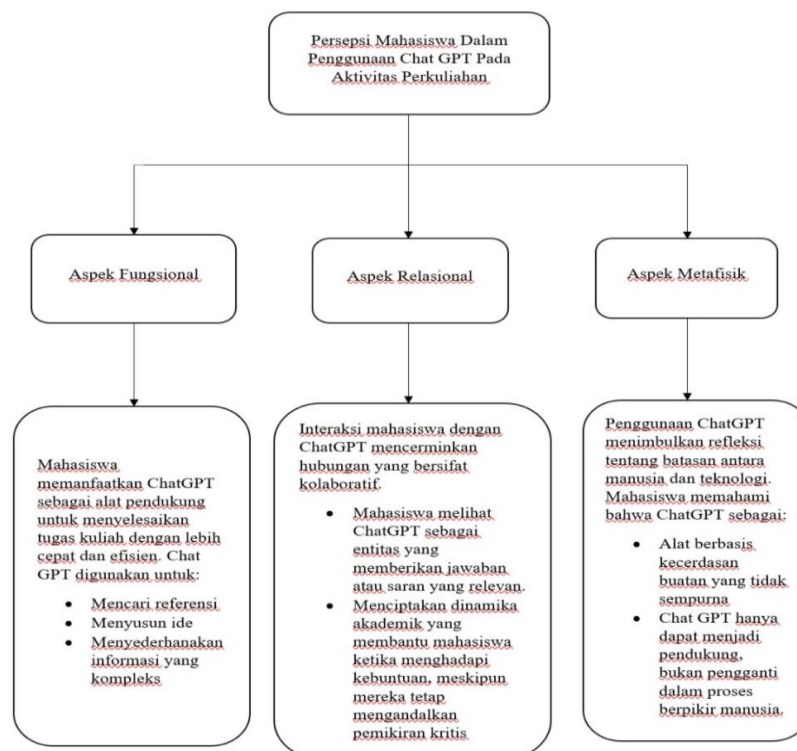 Persepsi Mahasiswa Dalam
Penggunaan Chat GPT Pada
Aktivitas Perkuliahan
Aspek Fungsional
Aspek Relasional
Aspek Metafisik
Mahasiswa
memanfaatkan ChatGPT
sebagai alat pendukung
untuk menyelesaikan
tugas kuliah dengan lebih
cepat dan efisien. Chat
GPT digunakan untuk:
• Mencari referensi
• Menyusun ide
• Menyederhanakan
informasi yang
kompleks
Interaksi mahasiswa dengan
ChatGPT mencerminkan
hubungan yang bersifat
kolaboratif.
• Mahasiswa melihat
ChatGPT sebagai
entitas yang
memberikan jawaban
atau saran yang relevan.
• Menciptakan dinamika
akademik yang
membantu mahasiswa
ketika menghadapi
kebuntuan, meskipun
mereka tetap
mengandalkan
pemikiran kritis
Penggunaan ChatGPT
menimbulkan refleksi
tentang batasan antara
manusia dan teknologi.
Mahasiswa memahami
bahwa ChatGPT sebagai:
• Alat berbasis
kecerdasan
buatan yang tidak
sempurna
• Chat GPT hanya
dapat menjadi
pendukung,
bukan pengganti
dalam proses
berpikir manusia.